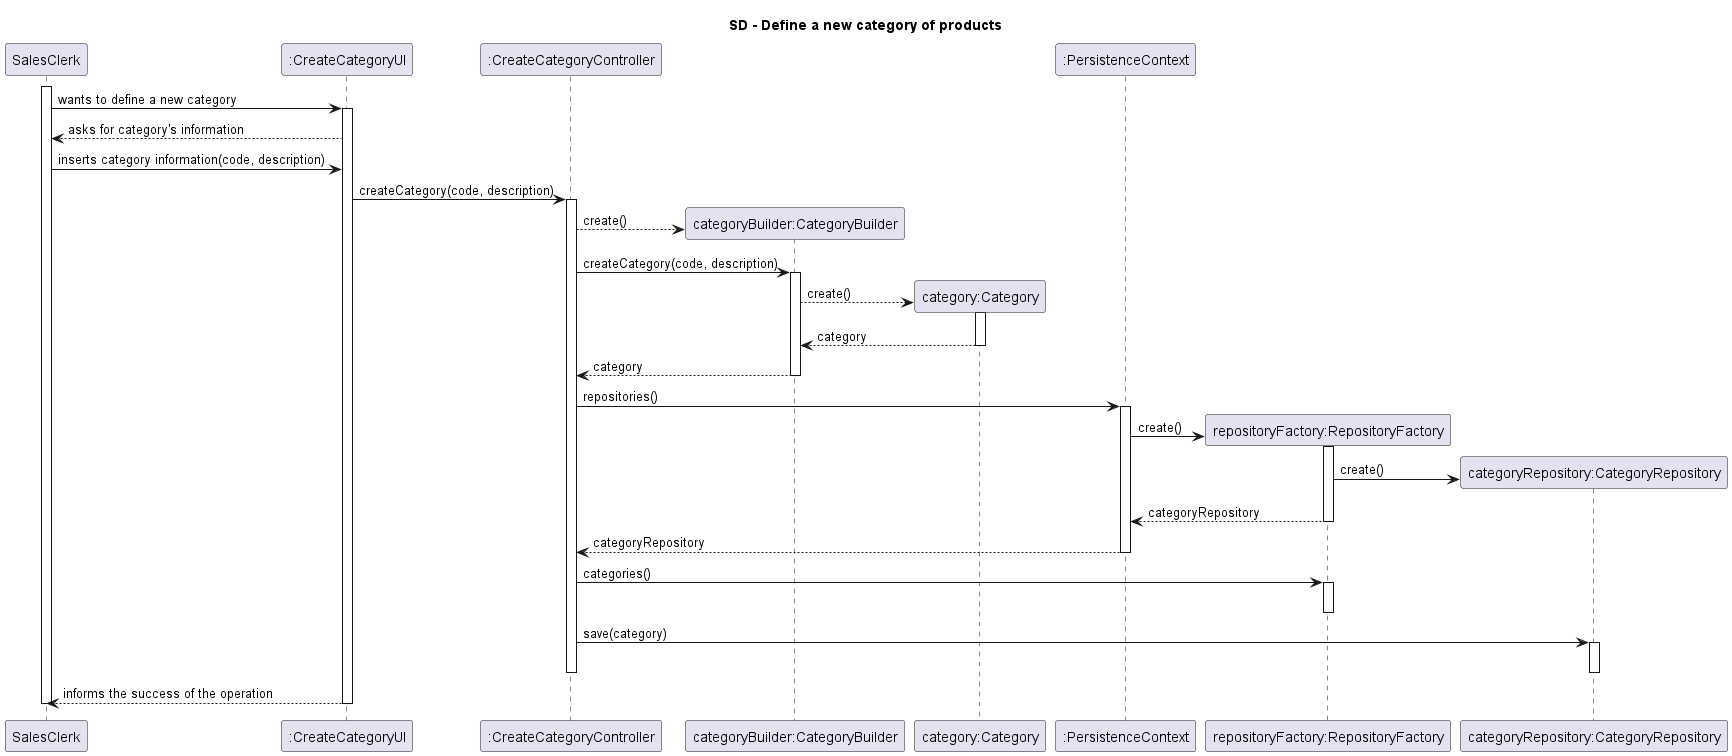 SD - Define a new category of products
SalesClerk
:CreateCategoryUI
:CreateCategoryController
:PersistenceContext
wants to define a new category
asks for category's information
inserts category information(code, description)
createCategory(code, description)
create()
categoryBuilder:CategoryBuilder
createCategory(code, description)
create()
category:Category
category
category
repositories()
create()
repositoryFactory:RepositoryFactory
create()
categoryRepository:CategoryRepository
categoryRepository
categoryRepository
categories()
save(category)
informs the success of the operation
SalesClerk
:CreateCategoryUI
:CreateCategoryController
categoryBuilder:CategoryBuilder
category:Category
:PersistenceContext
repositoryFactory:RepositoryFactory
categoryRepository:CategoryRepository